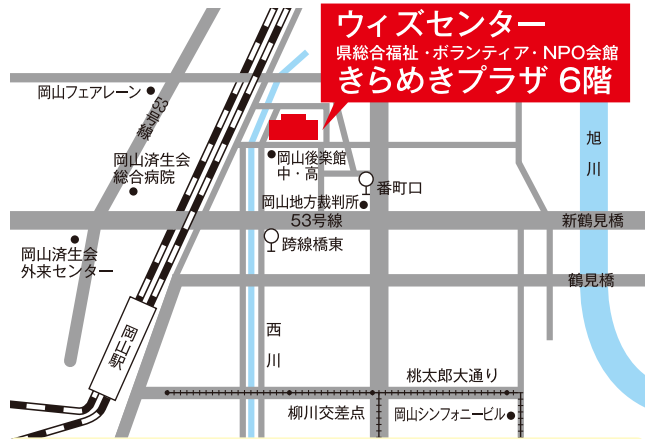 ウィズセンター
県総合福祉・ボランティア・NPO会館
きらめきプラザ 6階
岡山フェアレーン
53号線
旭川
岡山済生会
総合病院
岡山後楽館
中・高
番町口
岡山地方裁判所
53号線
新鶴見橋
跨線橋東
岡山済生会
外来センター
鶴見橋
西川
岡山駅
桃太郎大通り
柳川交差点
岡山シンフォニービル